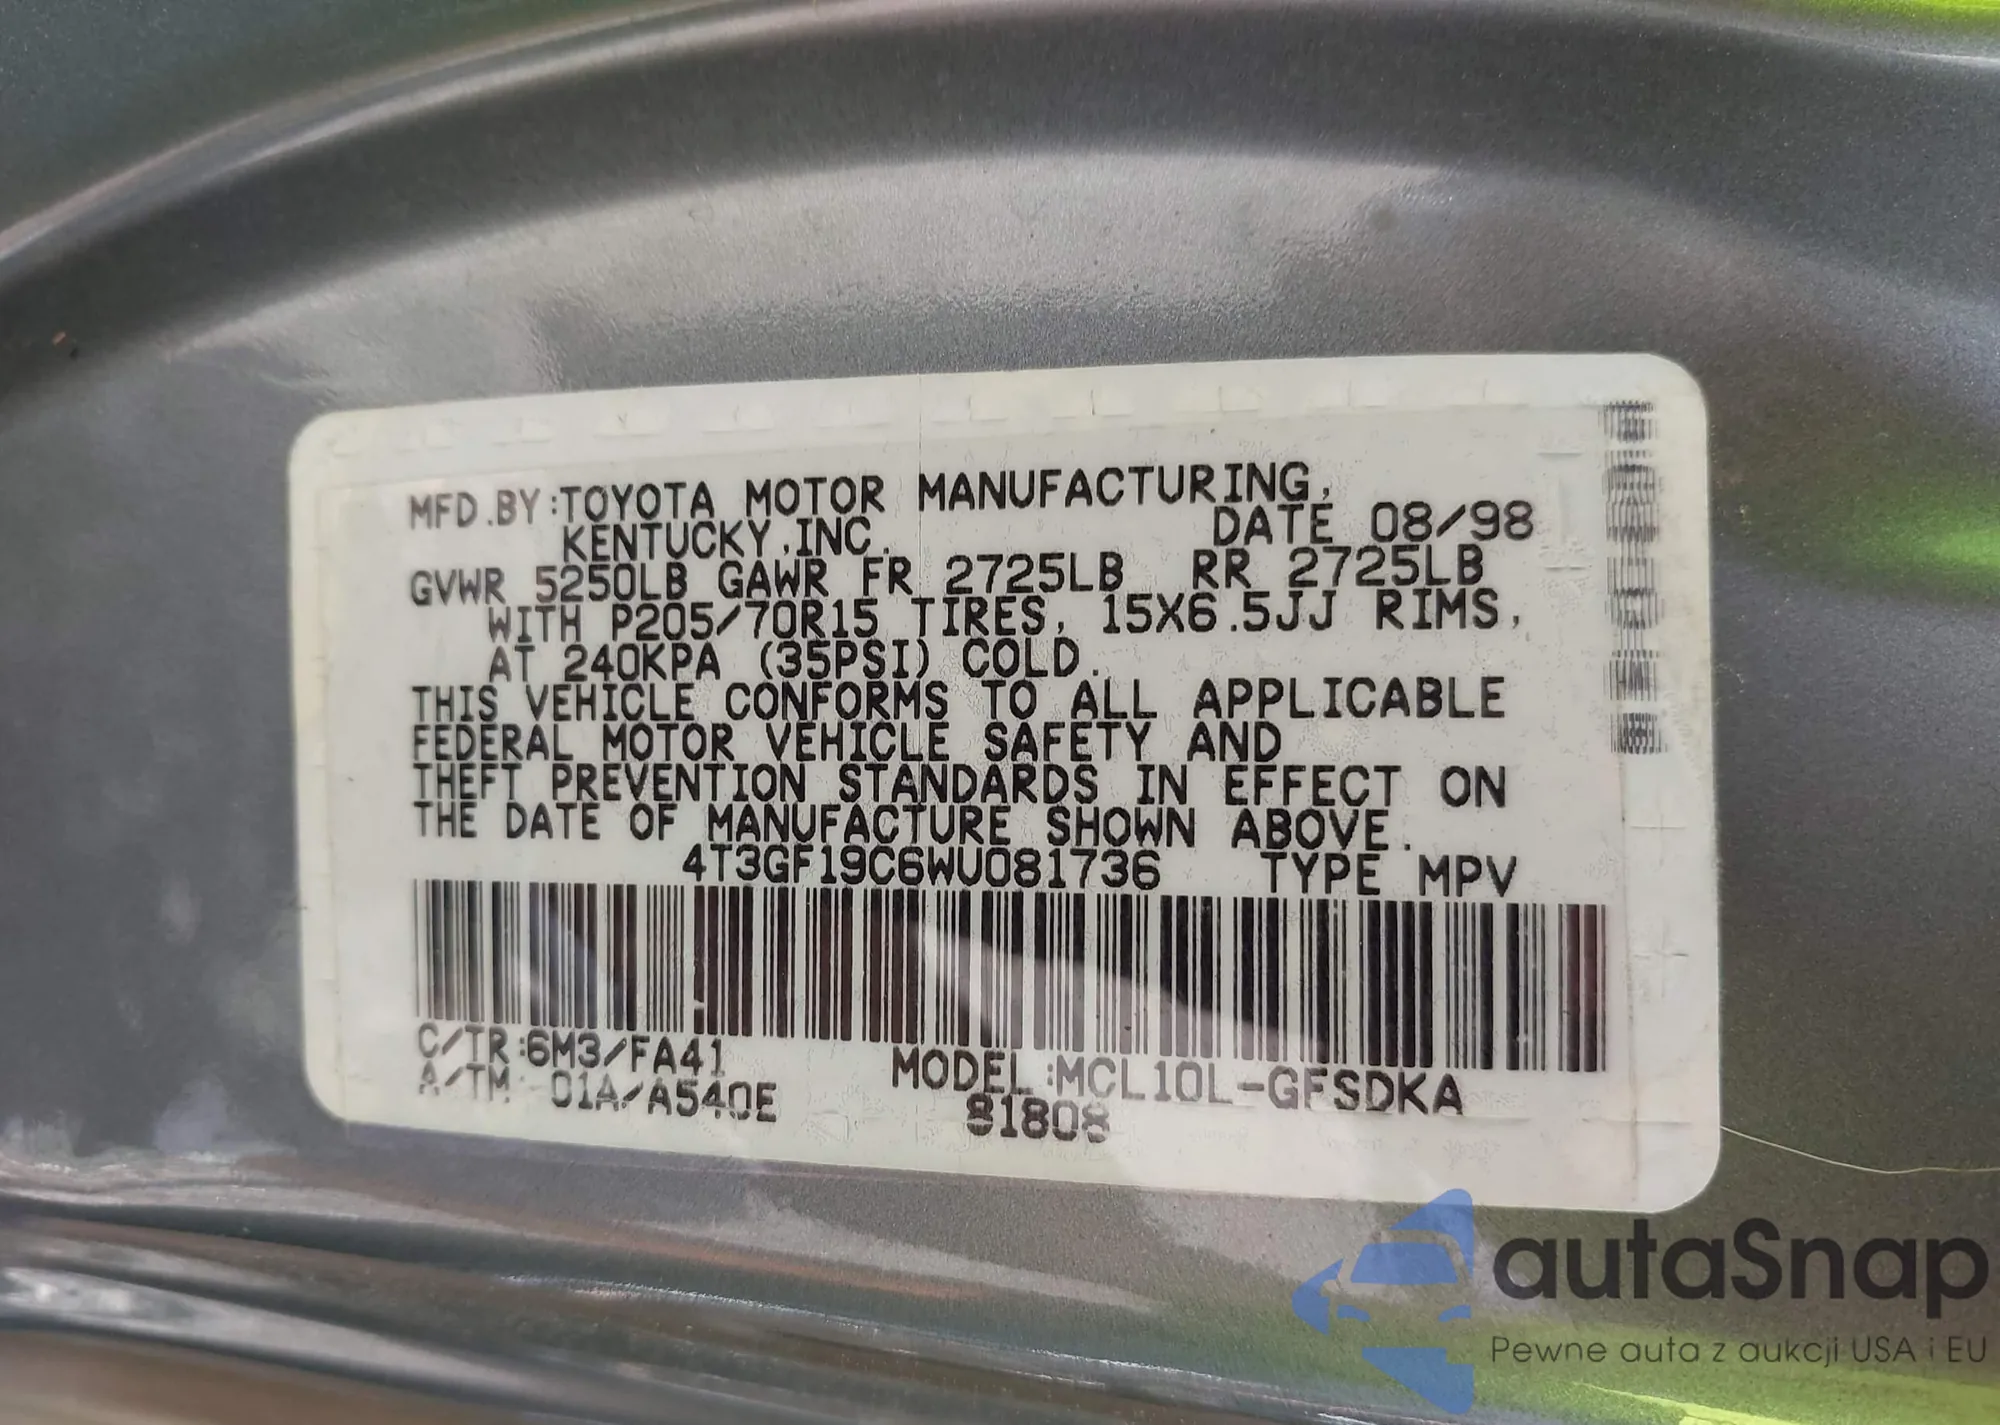 MFD.BY:TOYOTA MOTOR MANUFACTURING,
KENTUCKY,INC. DATE 08/98
GVWR 5250LB GAWR FR 2725LB RR 2725LB
WITH P205/70R15 TIRES, 15X6.5JJ RIMS,
AT 240KPA (35PSI) COLD.
THIS VEHICLE CONFORMS TO ALL APPLICABLE
FEDERAL MOTOR VEHICLE SAFETY AND
THEFT PREVENTION STANDARDS IN EFFECT ON
THE DATE OF MANUFACTURE SHOWN ABOVE.
4T3GF19C6WU081736 TYPE MPV
C/TR:6M3/FA41
MODEL:MCL10L-GFSDKA
A/TM: -01A/A540E
81808
autaSnap
Pewne auta z aukcji USA i EU